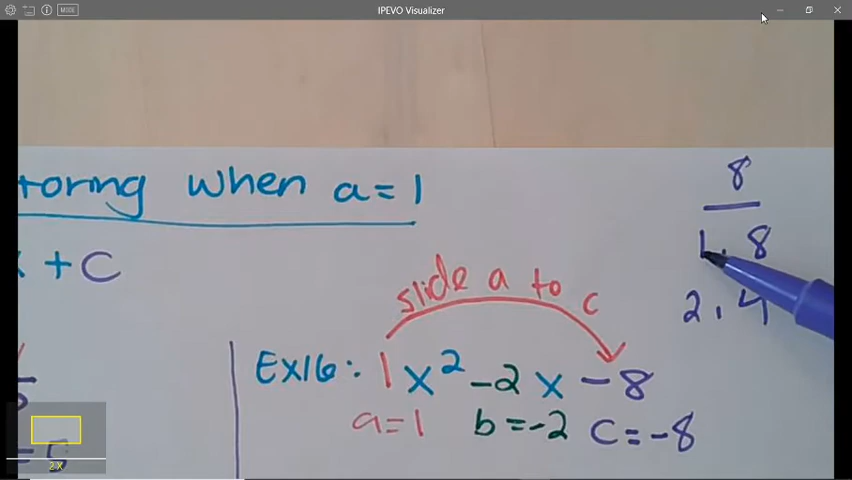 IPEVO Visualizer
MODE
toring when a=1
+C
8
1, 8
2, 4
slide a to c
Ex16: 1x² -2x -8
a=1 b=-2 c=-8
= 5
2 X